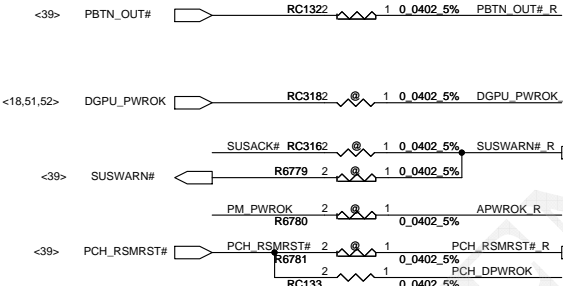 <39> PBTN_OUT# RC132 2 1 0_0402_5% PBTN_OUT#_R
<18,51,52> DGPU_PWROK RC318 2 @ 1 0_0402_5% DGPU_PWROK_
SUSACK# RC316 2 @ 1 0_0402_5% SUSWARN#_R
<39> SUSWARN# R6779 2 @ 1 0_0402_5%
PM_PWROK 2 @ 1 APWROK_R
R6780 0_0402_5%
<39> PCH_RSMRST# PCH_RSMRST# 2 @ 1 PCH_RSMRST#_R
R6781 0_0402_5%
2 1 PCH_DPWROK
RC133 0_0402_5%